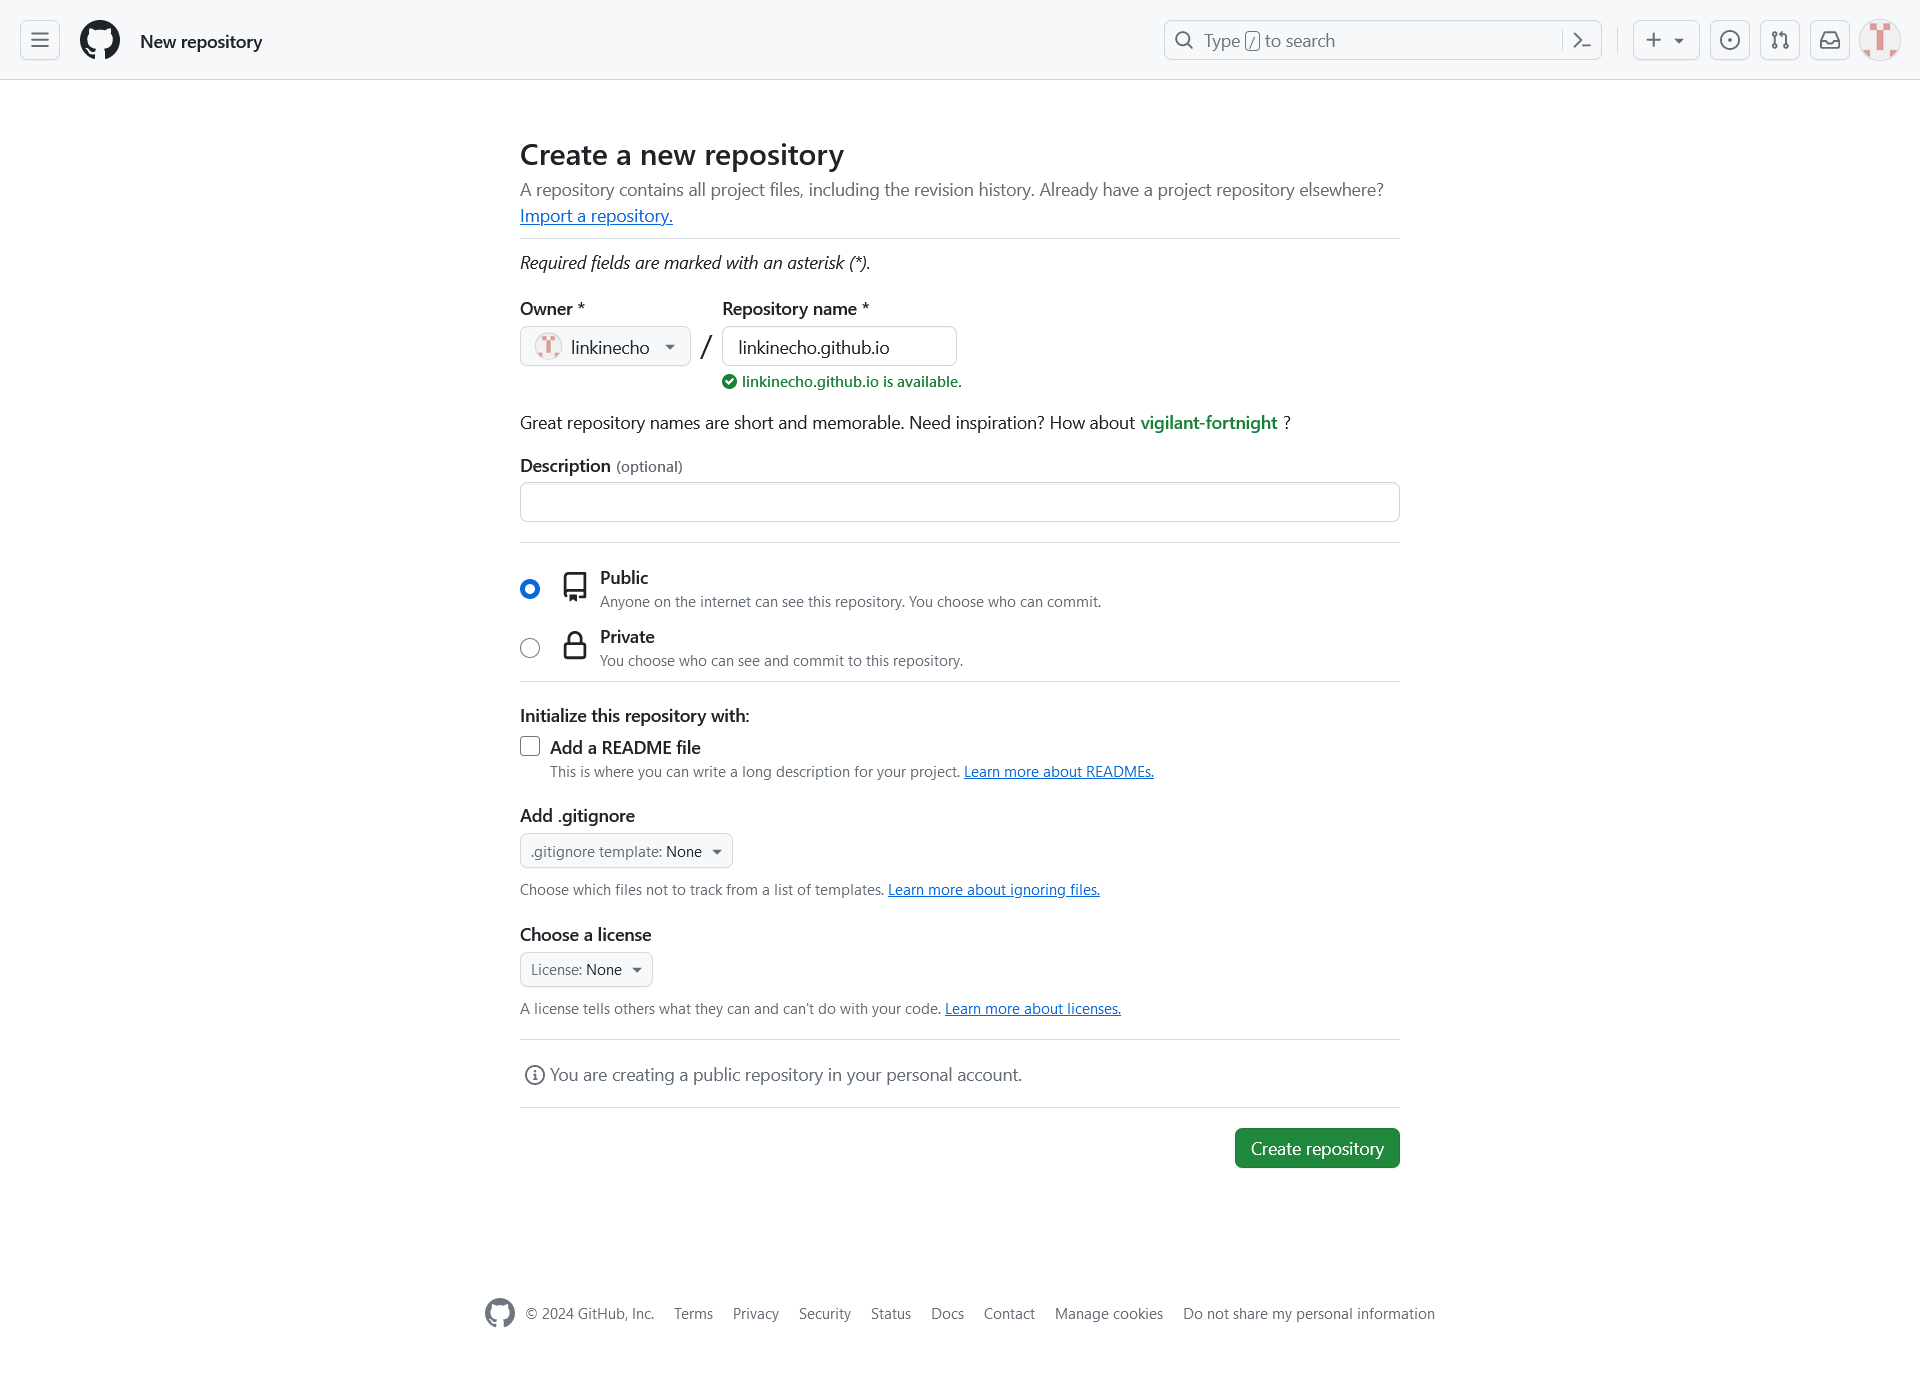 New repository
Type / to search
Create a new repository
A repository contains all project files, including the revision history. Already have a project repository elsewhere?
Import a repository.
Required fields are marked with an asterisk (*).
Owner * Repository name *
linkinecho / linkinecho.github.io
linkinecho.github.io is available.
Great repository names are short and memorable. Need inspiration? How about vigilant-fortnight ?
Description (optional)
Public
Anyone on the internet can see this repository. You choose who can commit.
Private
You choose who can see and commit to this repository.
Initialize this repository with:
Add a README file
This is where you can write a long description for your project. Learn more about READMEs.
Add .gitignore
.gitignore template: None
Choose which files not to track from a list of templates. Learn more about ignoring files.
Choose a license
License: None
A license tells others what they can and can't do with your code. Learn more about licenses.
You are creating a public repository in your personal account.
Create repository
© 2024 GitHub, Inc. Terms Privacy Security Status Docs Contact Manage cookies Do not share my personal information